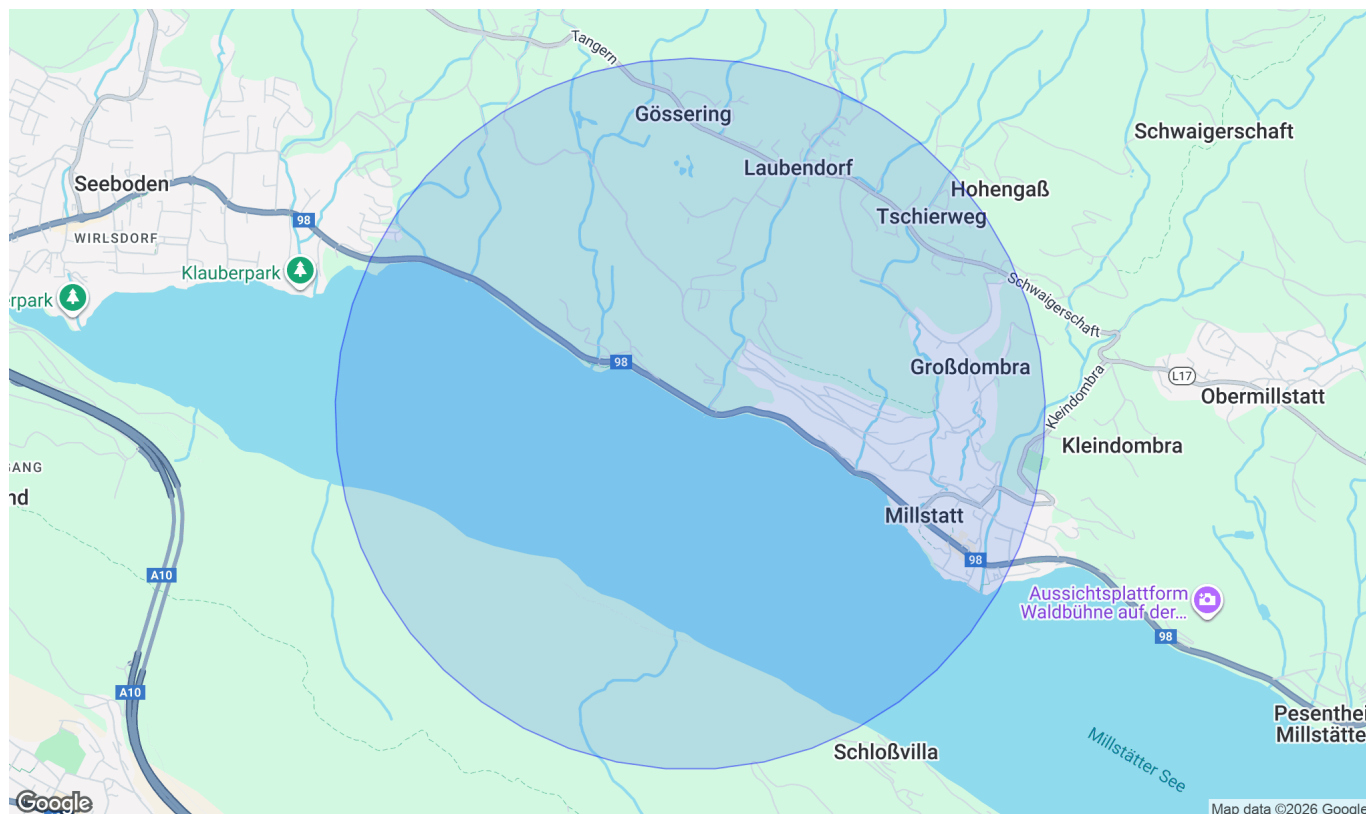 Tangern
Gössering
Schwaigerschaft
Laubendorf
Seeboden
Hohengaß
Tschierweg
98
WIRLSDORF
Klauberpark
erpark
Schwaigerschaft
98
Großdombra
L17
Obermillstatt
Kleindombra
Kleindombra
GANG
nd
Millstatt
98
A10
Aussichtsplattform
Waldbühne auf der...
98
A10
Pesenthei
Millstätte
Schloßvilla
Millstätter See
Google
Map data ©2026 Google